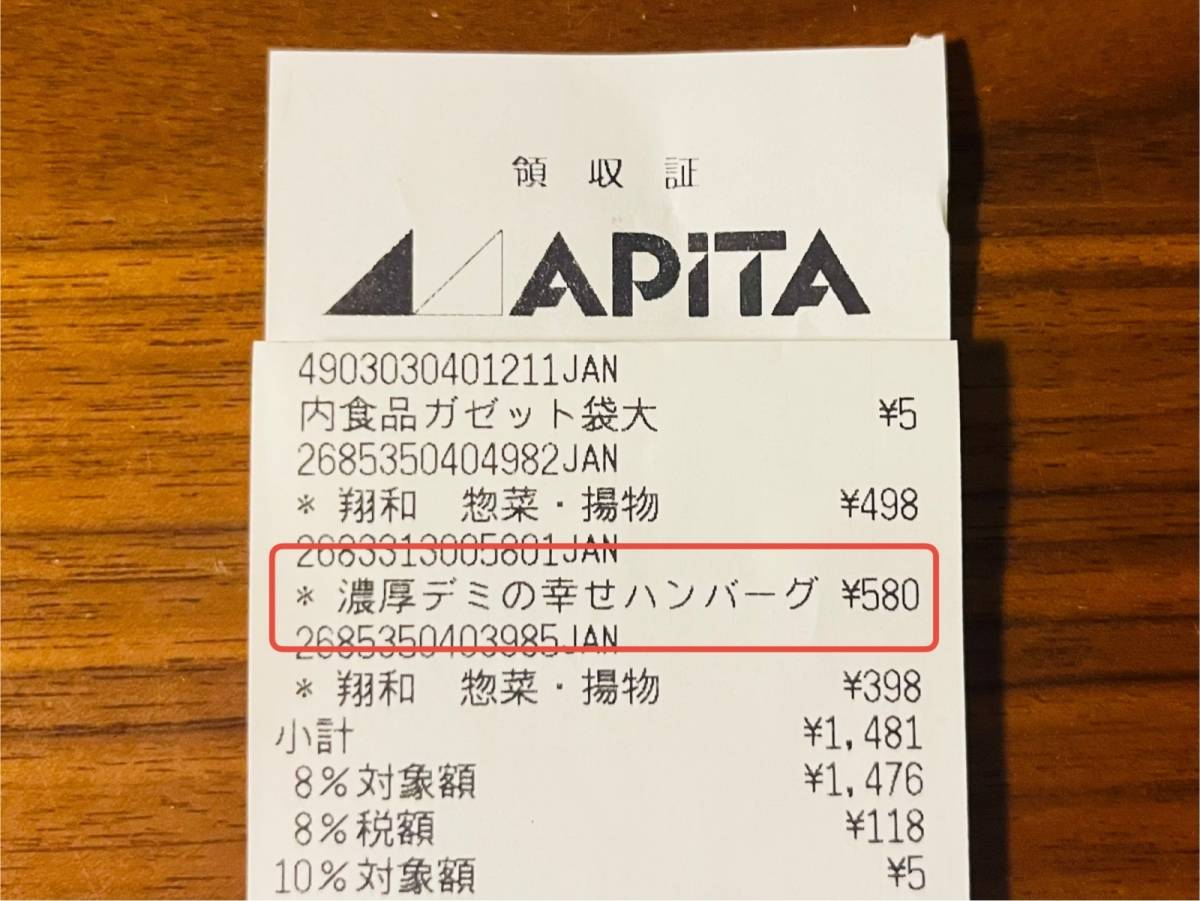 領収証
APiTA
4903030401211JAN
内食品ガゼット袋大 ¥5
2685350404982JAN
* 翔和 惣菜・揚物 ¥498
2683313005801JAN
* 濃厚デミの幸せハンバーグ ¥580
2685350403985JAN
* 翔和 惣菜・揚物 ¥398
小計 ¥1,481
8%対象額 ¥1,476
8%税額 ¥118
10%対象額 ¥5